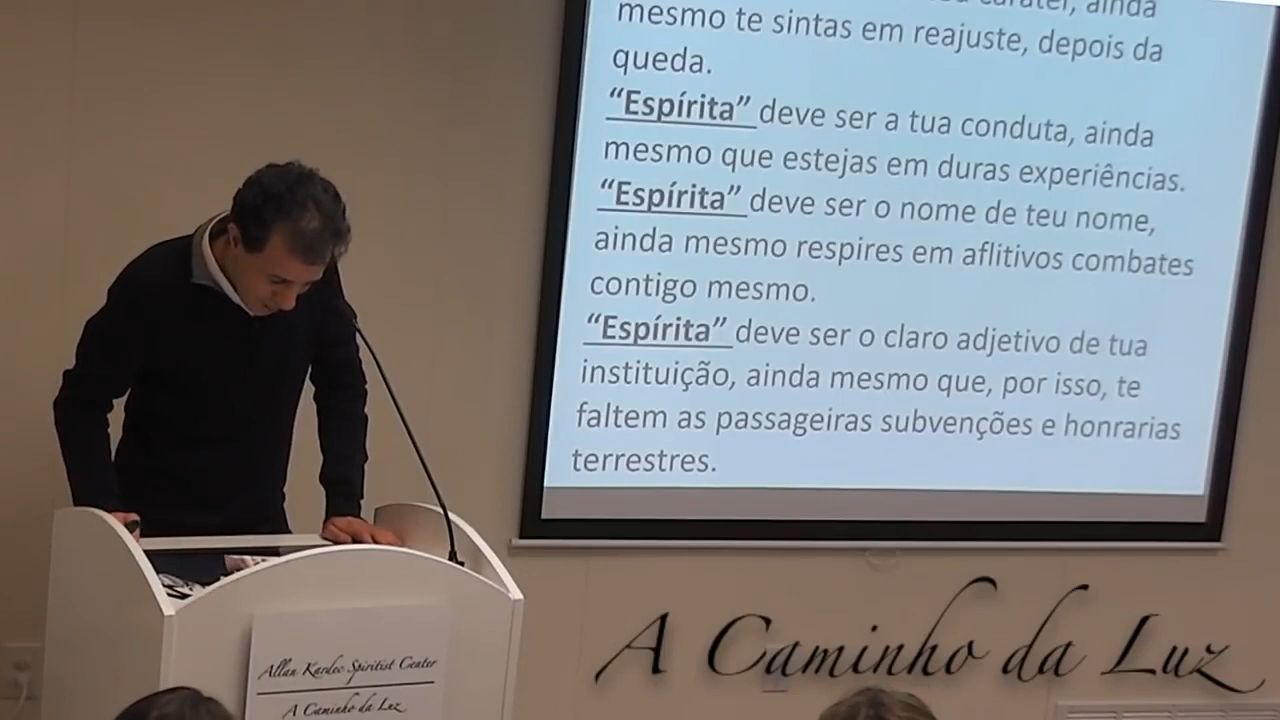 caráter, ainda
mesmo te sintas em reajuste, depois da
queda.
“Espírita” deve ser a tua conduta, ainda
mesmo que estejas em duras experiências.
“Espírita” deve ser o nome de teu nome,
ainda mesmo respires em aflitivos combates
contigo mesmo.
“Espírita” deve ser o claro adjetivo de tua
instituição, ainda mesmo que, por isso, te
faltem as passageiras subvenções e honrarias
terrestres.
A Caminho da Luz
Allan Kardec Spiritist Center
A Caminho da Luz